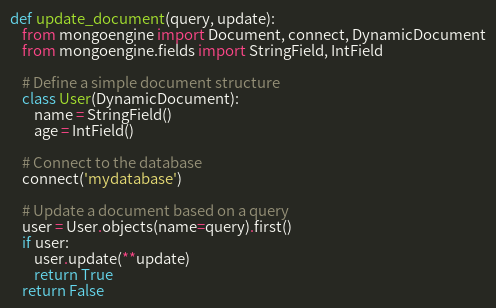 def update_document(query, update):
    from mongoengine import Document, connect, DynamicDocument
    from mongoengine.fields import StringField, IntField

    # Define a simple document structure
    class User(DynamicDocument):
        name = StringField()
        age = IntField()

    # Connect to the database
    connect('mydatabase')

    # Update a document based on a query
    user = User.objects(name=query).first()
    if user:
        user.update(**update)
        return True
    return False